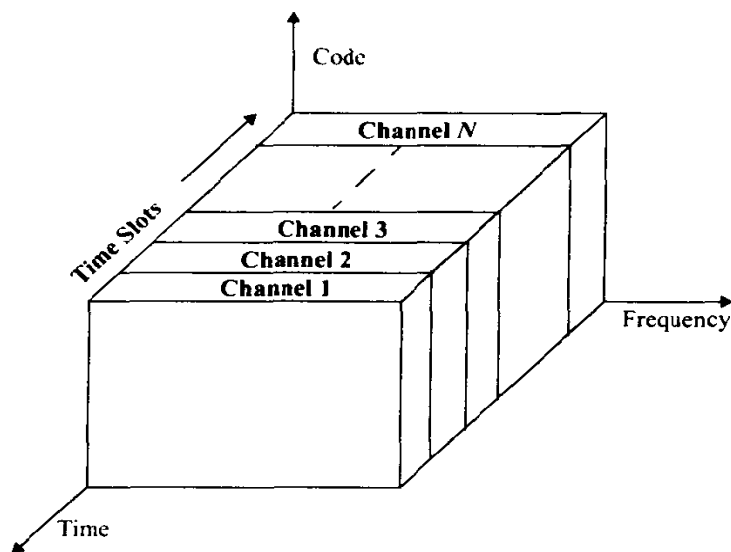 Code
Channel N
Time Slots
Channel 3
Channel 2
Channel 1
Frequency
Time